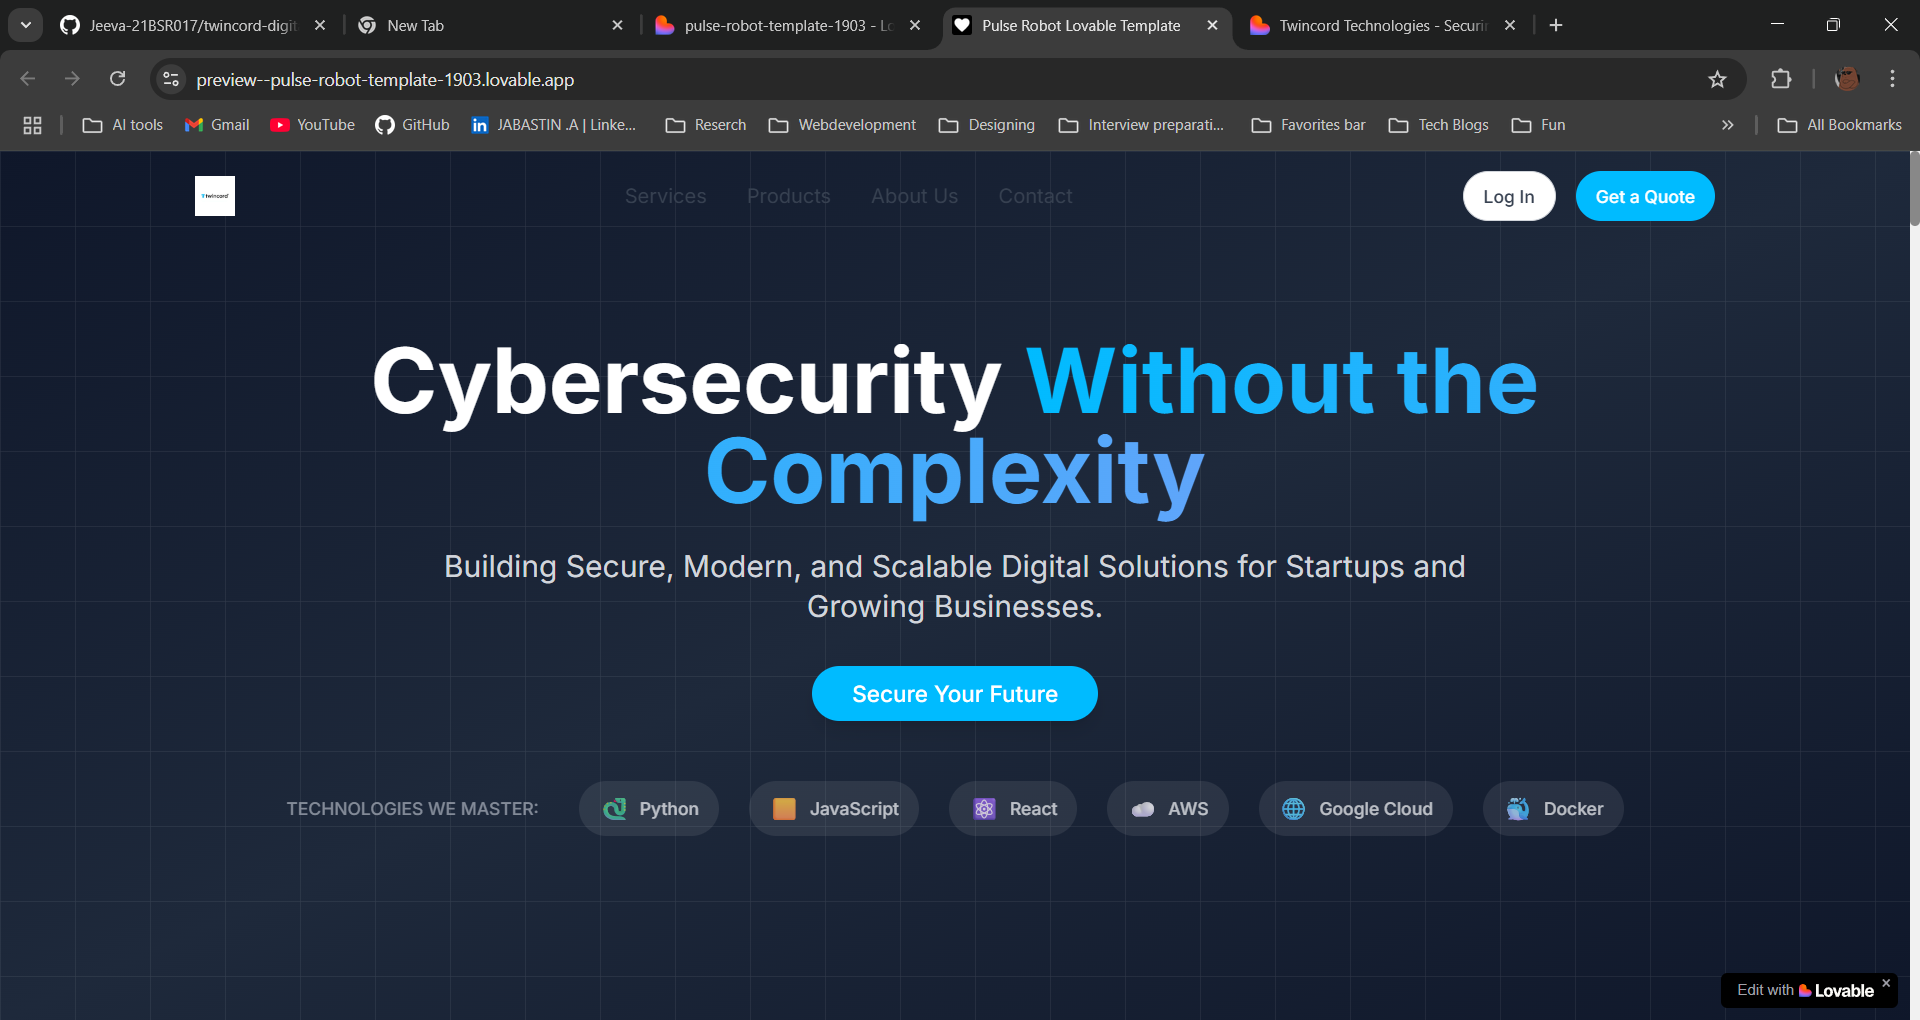 Jeeva-21BSR017/twincord-digit
New Tab
pulse-robot-template-1903 - Lo
Pulse Robot Lovable Template
Twincord Technologies - Securin
preview--pulse-robot-template-1903.lovable.app
AI tools
Gmail
YouTube
GitHub
JABASTIN .A | Linke...
Reserch
Webdevelopment
Designing
Interview preparati...
Favorites bar
Tech Blogs
Fun
All Bookmarks
twincord
Services
Products
About Us
Contact
Log In
Get a Quote
Cybersecurity Without the
Complexity
Building Secure, Modern, and Scalable Digital Solutions for Startups and
Growing Businesses.
Secure Your Future
TECHNOLOGIES WE MASTER:
Python
JavaScript
React
AWS
Google Cloud
Docker
Edit with Lovable